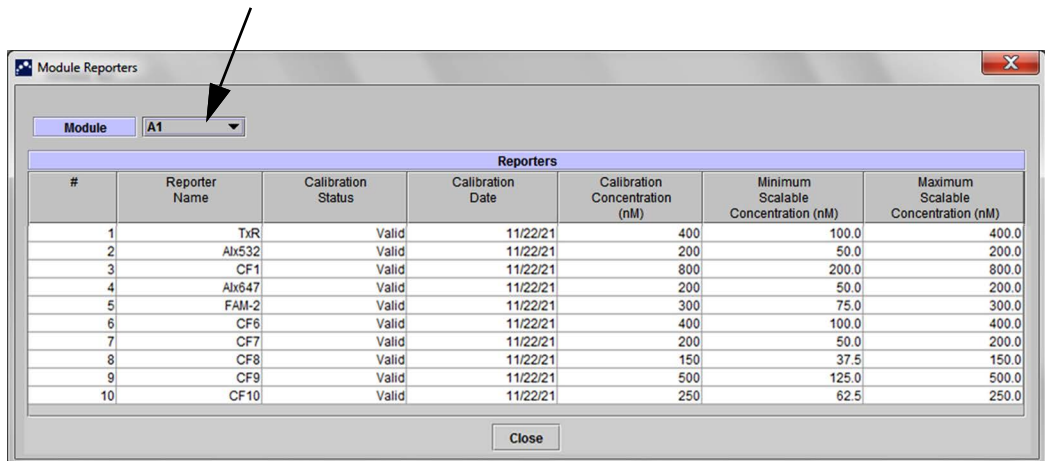 Module Reporters
Module A1
Reporters
# Reporter Name Calibration Status Calibration Date Calibration Concentration (nM) Minimum Scalable Concentration (nM) Maximum Scalable Concentration (nM)
1 TxR Valid 11/22/21 400 100.0 400.0
2 Alx532 Valid 11/22/21 200 50.0 200.0
3 CF1 Valid 11/22/21 800 200.0 800.0
4 Alx647 Valid 11/22/21 200 50.0 200.0
5 FAM-2 Valid 11/22/21 300 75.0 300.0
6 CF6 Valid 11/22/21 400 100.0 400.0
7 CF7 Valid 11/22/21 200 50.0 200.0
8 CF8 Valid 11/22/21 150 37.5 150.0
9 CF9 Valid 11/22/21 500 125.0 500.0
10 CF10 Valid 11/22/21 250 62.5 250.0
Close